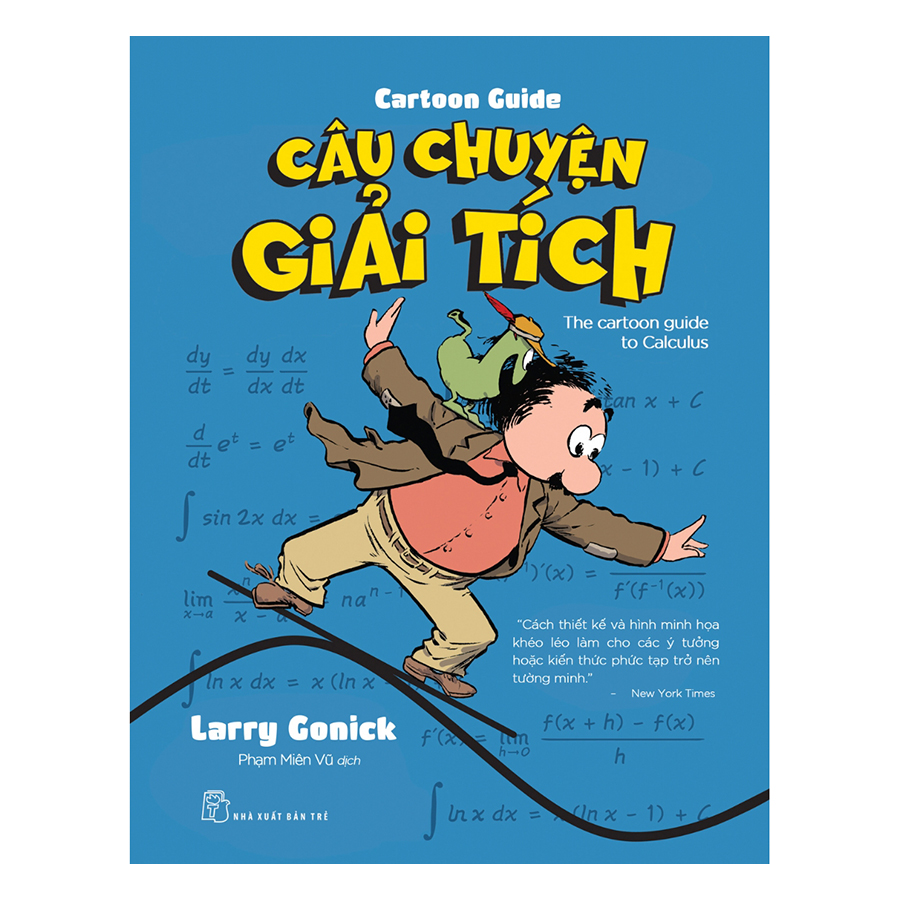 Cartoon Guide
CÂU CHUYỆN
GIẢI TÍCH
The cartoon guide
to Calculus
dy/dt = dy/dx dx/dt
tan x + C
d/dt eᵗ = eᵗ
x - 1) + C
∫ sin 2x dx =
)'(x) = 1/f'(f⁻¹(x))
lim x→a = naⁿ⁻¹
"Cách thiết kế và hình minh họa
khéo léo làm cho các ý tưởng
hoặc kiến thức phức tạp trở nên
tường minh."
– New York Times
∫ ln x dx = x (ln x
Larry Gonick
f'(x) = lim h→0 f(x + h) - f(x)/h
Phạm Miên Vũ dịch
NHÀ XUẤT BẢN TRẺ
∫ ln x dx = x (ln x - 1) + C